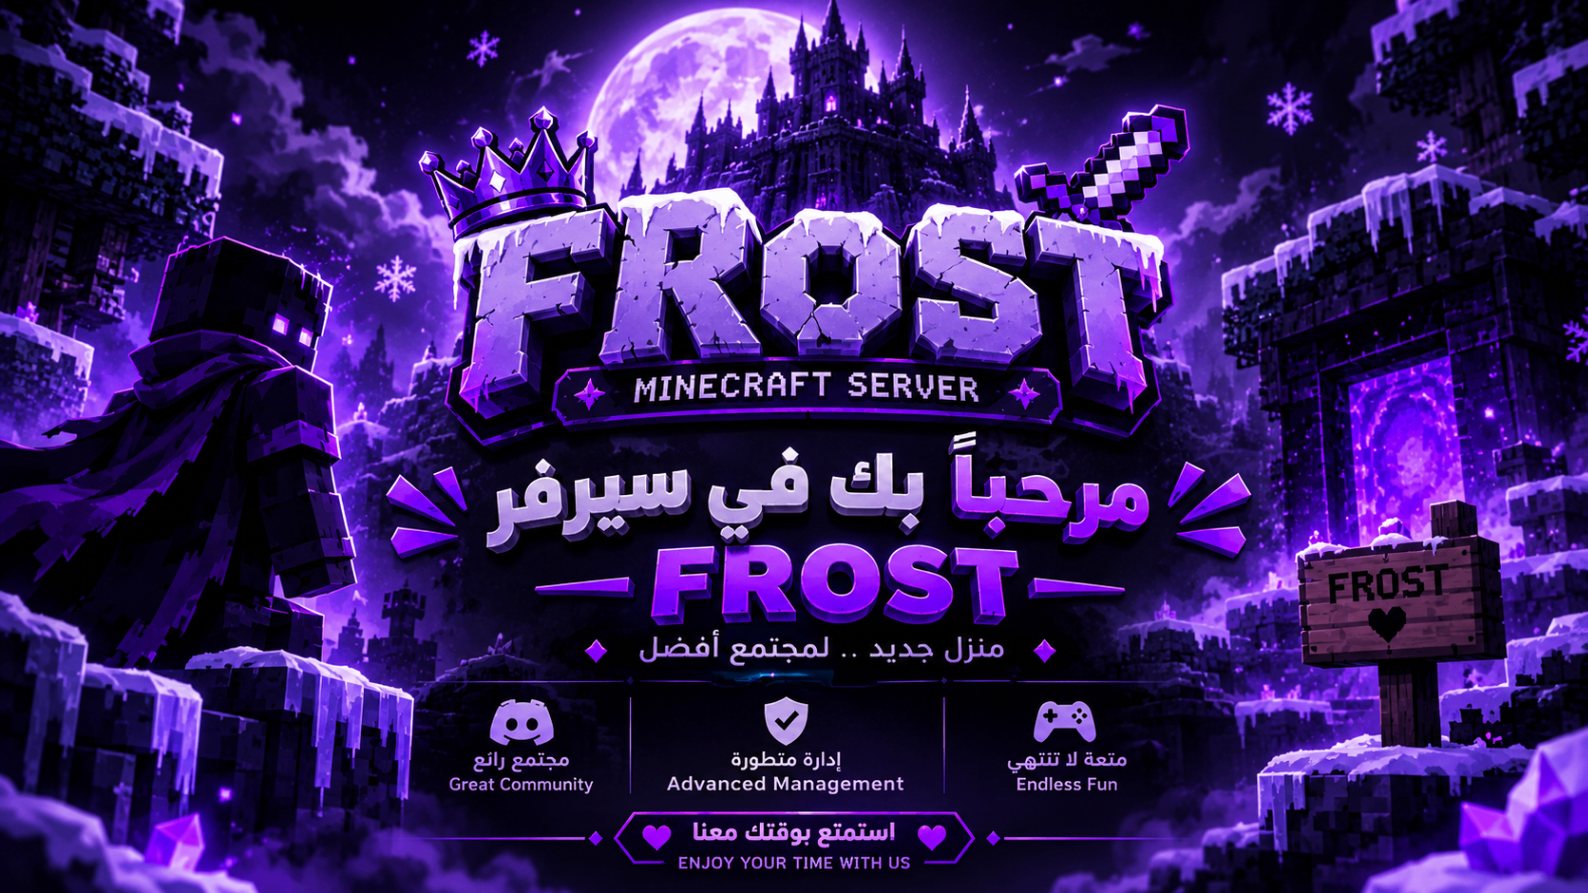 FROST
MINECRAFT SERVER
مرحباً بك في سيرفر
FROST
منزل جديد .. لمجتمع أفضل
FROST
مجتمع رائع
Great Community
إدارة متطورة
Advanced Management
متعة لا تنتهي
Endless Fun
استمتع بوقتك معنا
ENJOY YOUR TIME WITH US